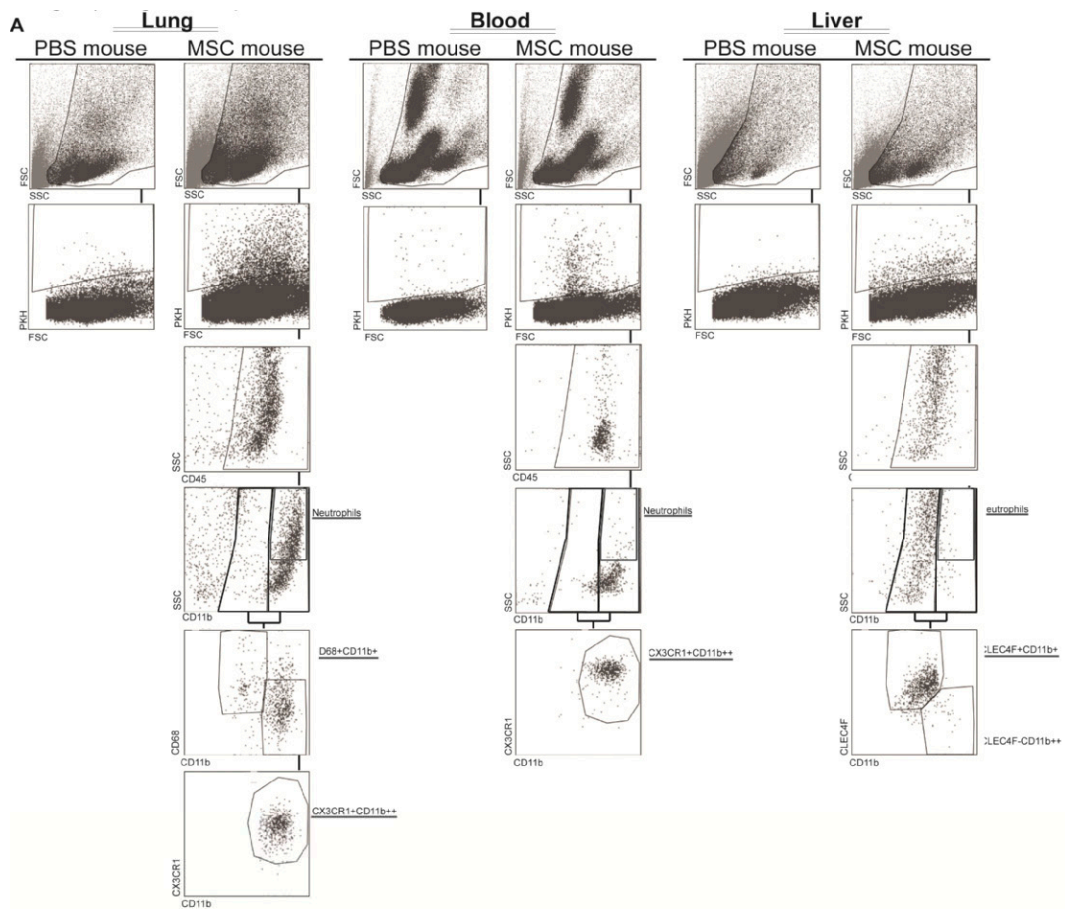 A
Lung Blood Liver
PBS mouse MSC mouse PBS mouse MSC mouse PBS mouse MSC mouse
FSC FSC FSC FSC FSC FSC
SSC SSC SSC SSC SSC SSC
PKH PKH PKH PKH PKH PKH
FSC FSC FSC FSC FSC FSC
SSC SSC SSC
CD45 CD45 (
Neutrophils Neutrophils eutrophils
SSC SSC SSC
CD11b CD11b CD11b
D68+CD11b+ CX3CR1+CD11b++ CLEC4F+CD11b+
CD68 CX3CR1 CLEC4F
CLEC4F-CD11b++
CD11b CD11b CD11b
CX3CR1+CD11b++
CX3CR1
CD11b